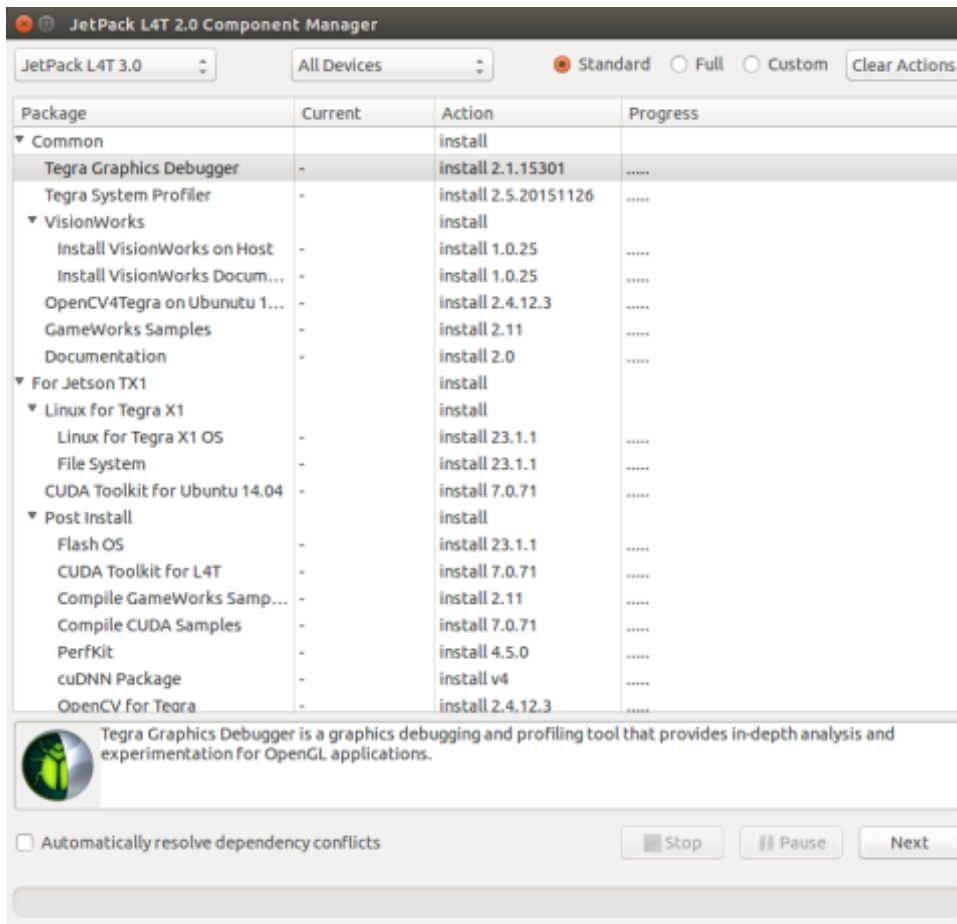 JetPack L4T 2.0 Component Manager
JetPack L4T 3.0 All Devices Standard Full Custom Clear Actions
Package Current Action Progress
Common install
Tegra Graphics Debugger - install 2.1.15301 .....
Tegra System Profiler - install 2.5.20151126 .....
VisionWorks install
Install VisionWorks on Host - install 1.0.25 .....
Install VisionWorks Docum... - install 1.0.25 .....
OpenCV4Tegra on Ubunutu 1... - install 2.4.12.3 .....
GameWorks Samples - install 2.11 .....
Documentation - install 2.0 .....
For Jetson TX1 install
Linux for Tegra X1 install
Linux for Tegra X1 OS - install 23.1.1 .....
File System - install 23.1.1 .....
CUDA Toolkit for Ubuntu 14.04 - install 7.0.71 .....
Post Install install
Flash OS - install 23.1.1 .....
CUDA Toolkit for L4T - install 7.0.71 .....
Compile GameWorks Samp... - install 2.11 .....
Compile CUDA Samples - install 7.0.71 .....
PerfKit - install 4.5.0 .....
cuDNN Package - install v4 .....
OpenCV for Tegra - install 2.4.12.3 .....
Tegra Graphics Debugger is a graphics debugging and profiling tool that provides in-depth analysis and
experimentation for OpenGL applications.
Automatically resolve dependency conflicts Stop Pause Next